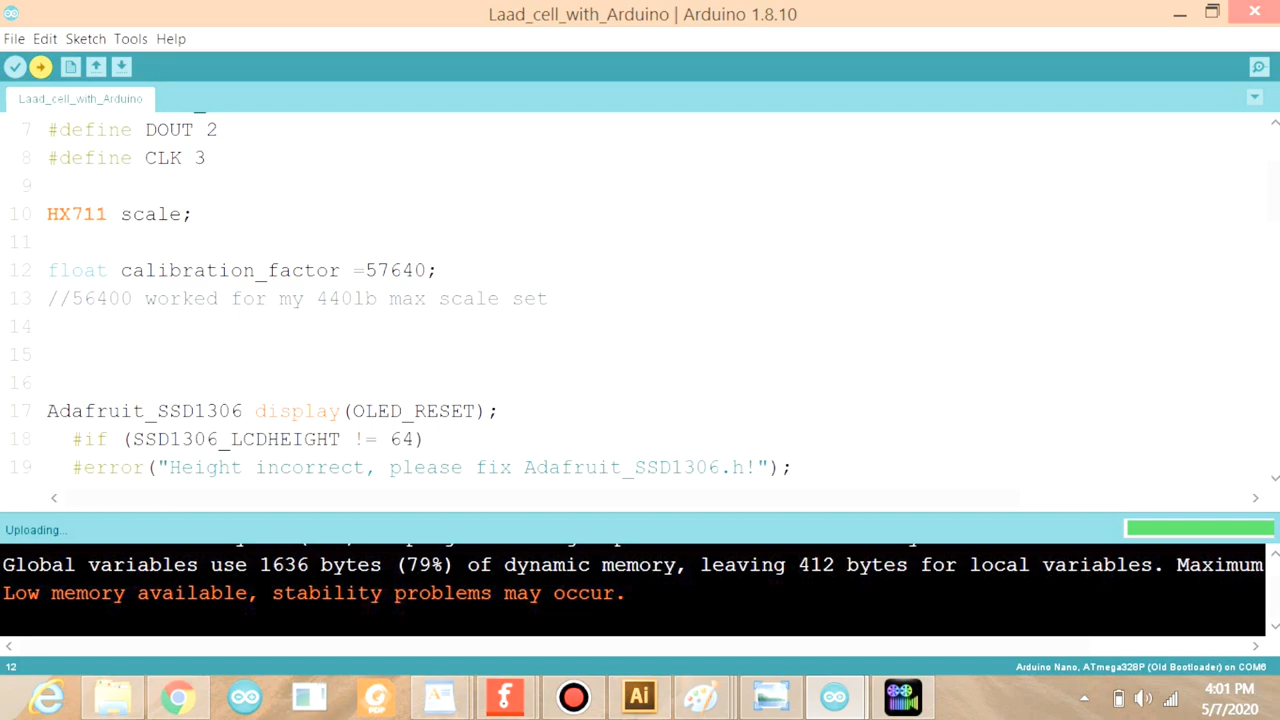 Laad_cell_with_Arduino | Arduino 1.8.10
File Edit Sketch Tools Help
Laad_cell_with_Arduino
7 #define DOUT 2
8 #define CLK 3
9
10 HX711 scale;
11
12 float calibration_factor =57640;
13 //56400 worked for my 440lb max scale set
14
15
16
17 Adafruit_SSD1306 display(OLED_RESET);
18 #if (SSD1306_LCDHEIGHT != 64)
19 #error("Height incorrect, please fix Adafruit_SSD1306.h!");
Uploading...
Global variables use 1636 bytes (79%) of dynamic memory, leaving 412 bytes for local variables. Maximum
Low memory available, stability problems may occur.
12
Arduino Nano, ATmega328P (Old Bootloader) on COM6
PDF
f
Ai
4:01 PM
5/7/2020